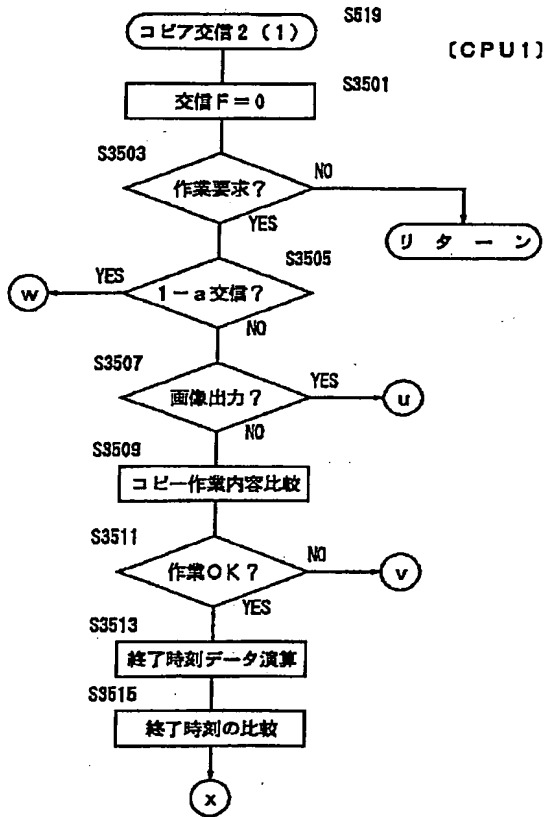 S519
コピア交信2(1)
〔CPU1〕
S3501
交信F=0
S3503
作業要求?
NO
YES
リターン
S3505
1-a交信?
YES
w
NO
S3507
画像出力?
YES
u
NO
S3509
コピー作業内容比較
S3511
作業OK?
NO
v
YES
S3513
終了時刻データ演算
S3515
終了時刻の比較
x